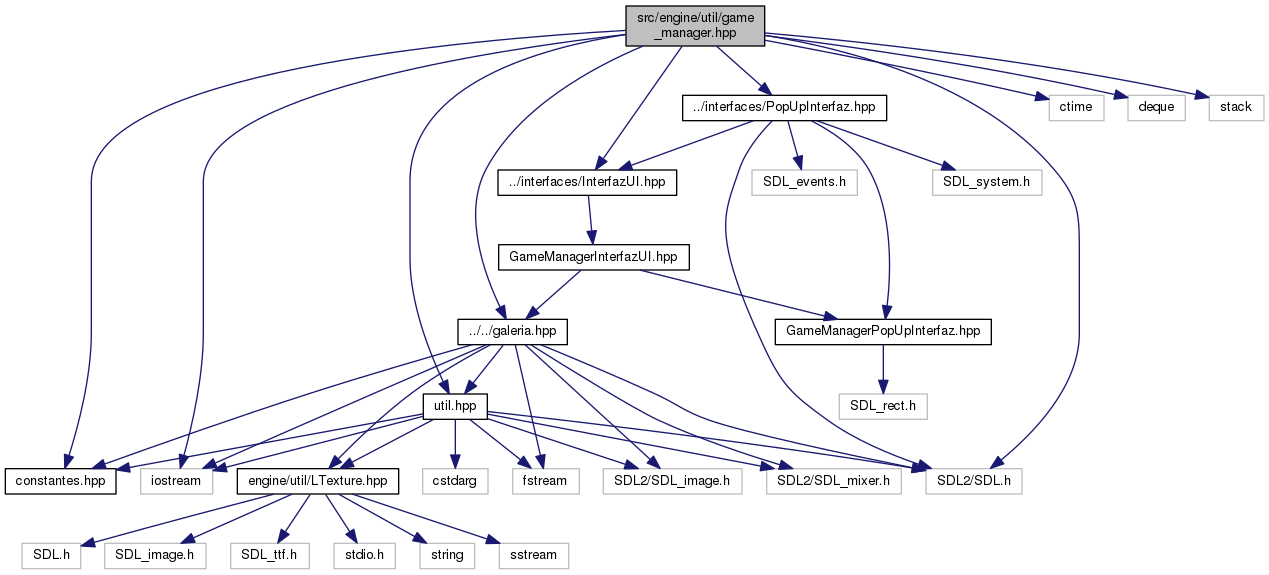 src/engine/util/game
_manager.hpp
../interfaces/PopUpInterfaz.hpp
ctime
deque
stack
../interfaces/InterfazUI.hpp
SDL_events.h
SDL_system.h
GameManagerInterfazUI.hpp
../../galeria.hpp
GameManagerPopUpInterfaz.hpp
util.hpp
SDL_rect.h
constantes.hpp
iostream
engine/util/LTexture.hpp
cstdarg
fstream
SDL2/SDL_image.h
SDL2/SDL_mixer.h
SDL2/SDL.h
SDL.h
SDL_image.h
SDL_ttf.h
stdio.h
string
sstream